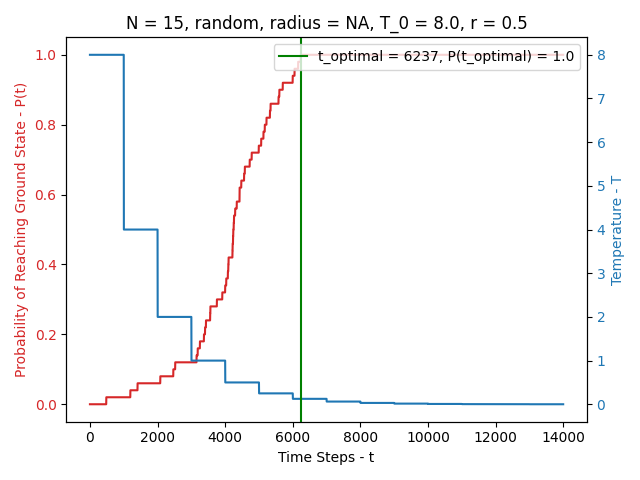 N = 15, random, radius = NA, T_0 = 8.0, r = 0.5
t_optimal = 6237, P(t_optimal) = 1.0
Probability of Reaching Ground State - P(t)
1.0
0.8
0.6
0.4
0.2
0.0
8
7
6
5
4
3
2
1
0
Temperature - T
0 2000 4000 6000 8000 10000 12000 14000
Time Steps - t